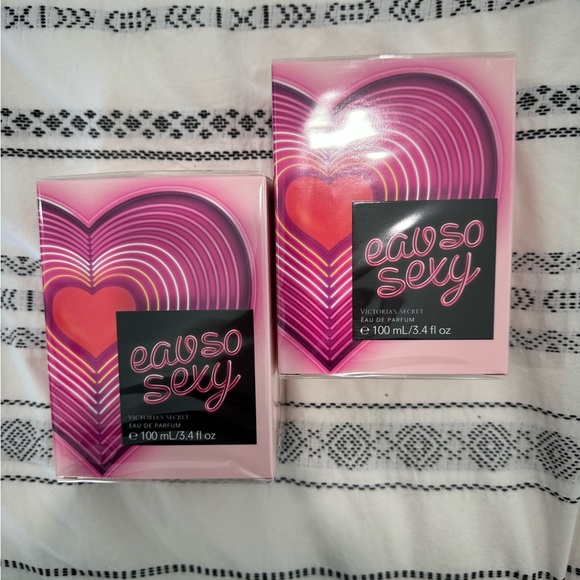 eau so
sexy
VICTORIA'S SECRET
EAU DE PARFUM
e 100 mL/3.4 fl oz
eau so
sexy
VICTORIA'S SECRET
EAU DE PARFUM
e 100 mL/3.4 fl oz